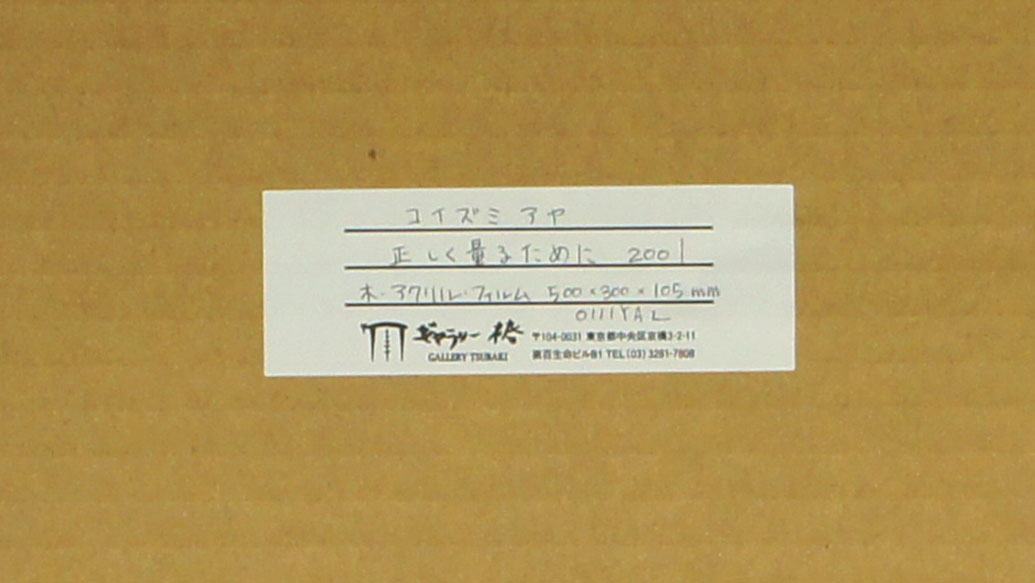 コイズミ アヤ
正しく量るために 2001
木・アクリル・フィルム 500×300×105 mm
01111YAL
ギャラリー 椿
GALLERY TSUBAKI
〒104-0031 東京都中央区京橋3-2-11
第百生命ビルB1 TEL(03)3281-7808